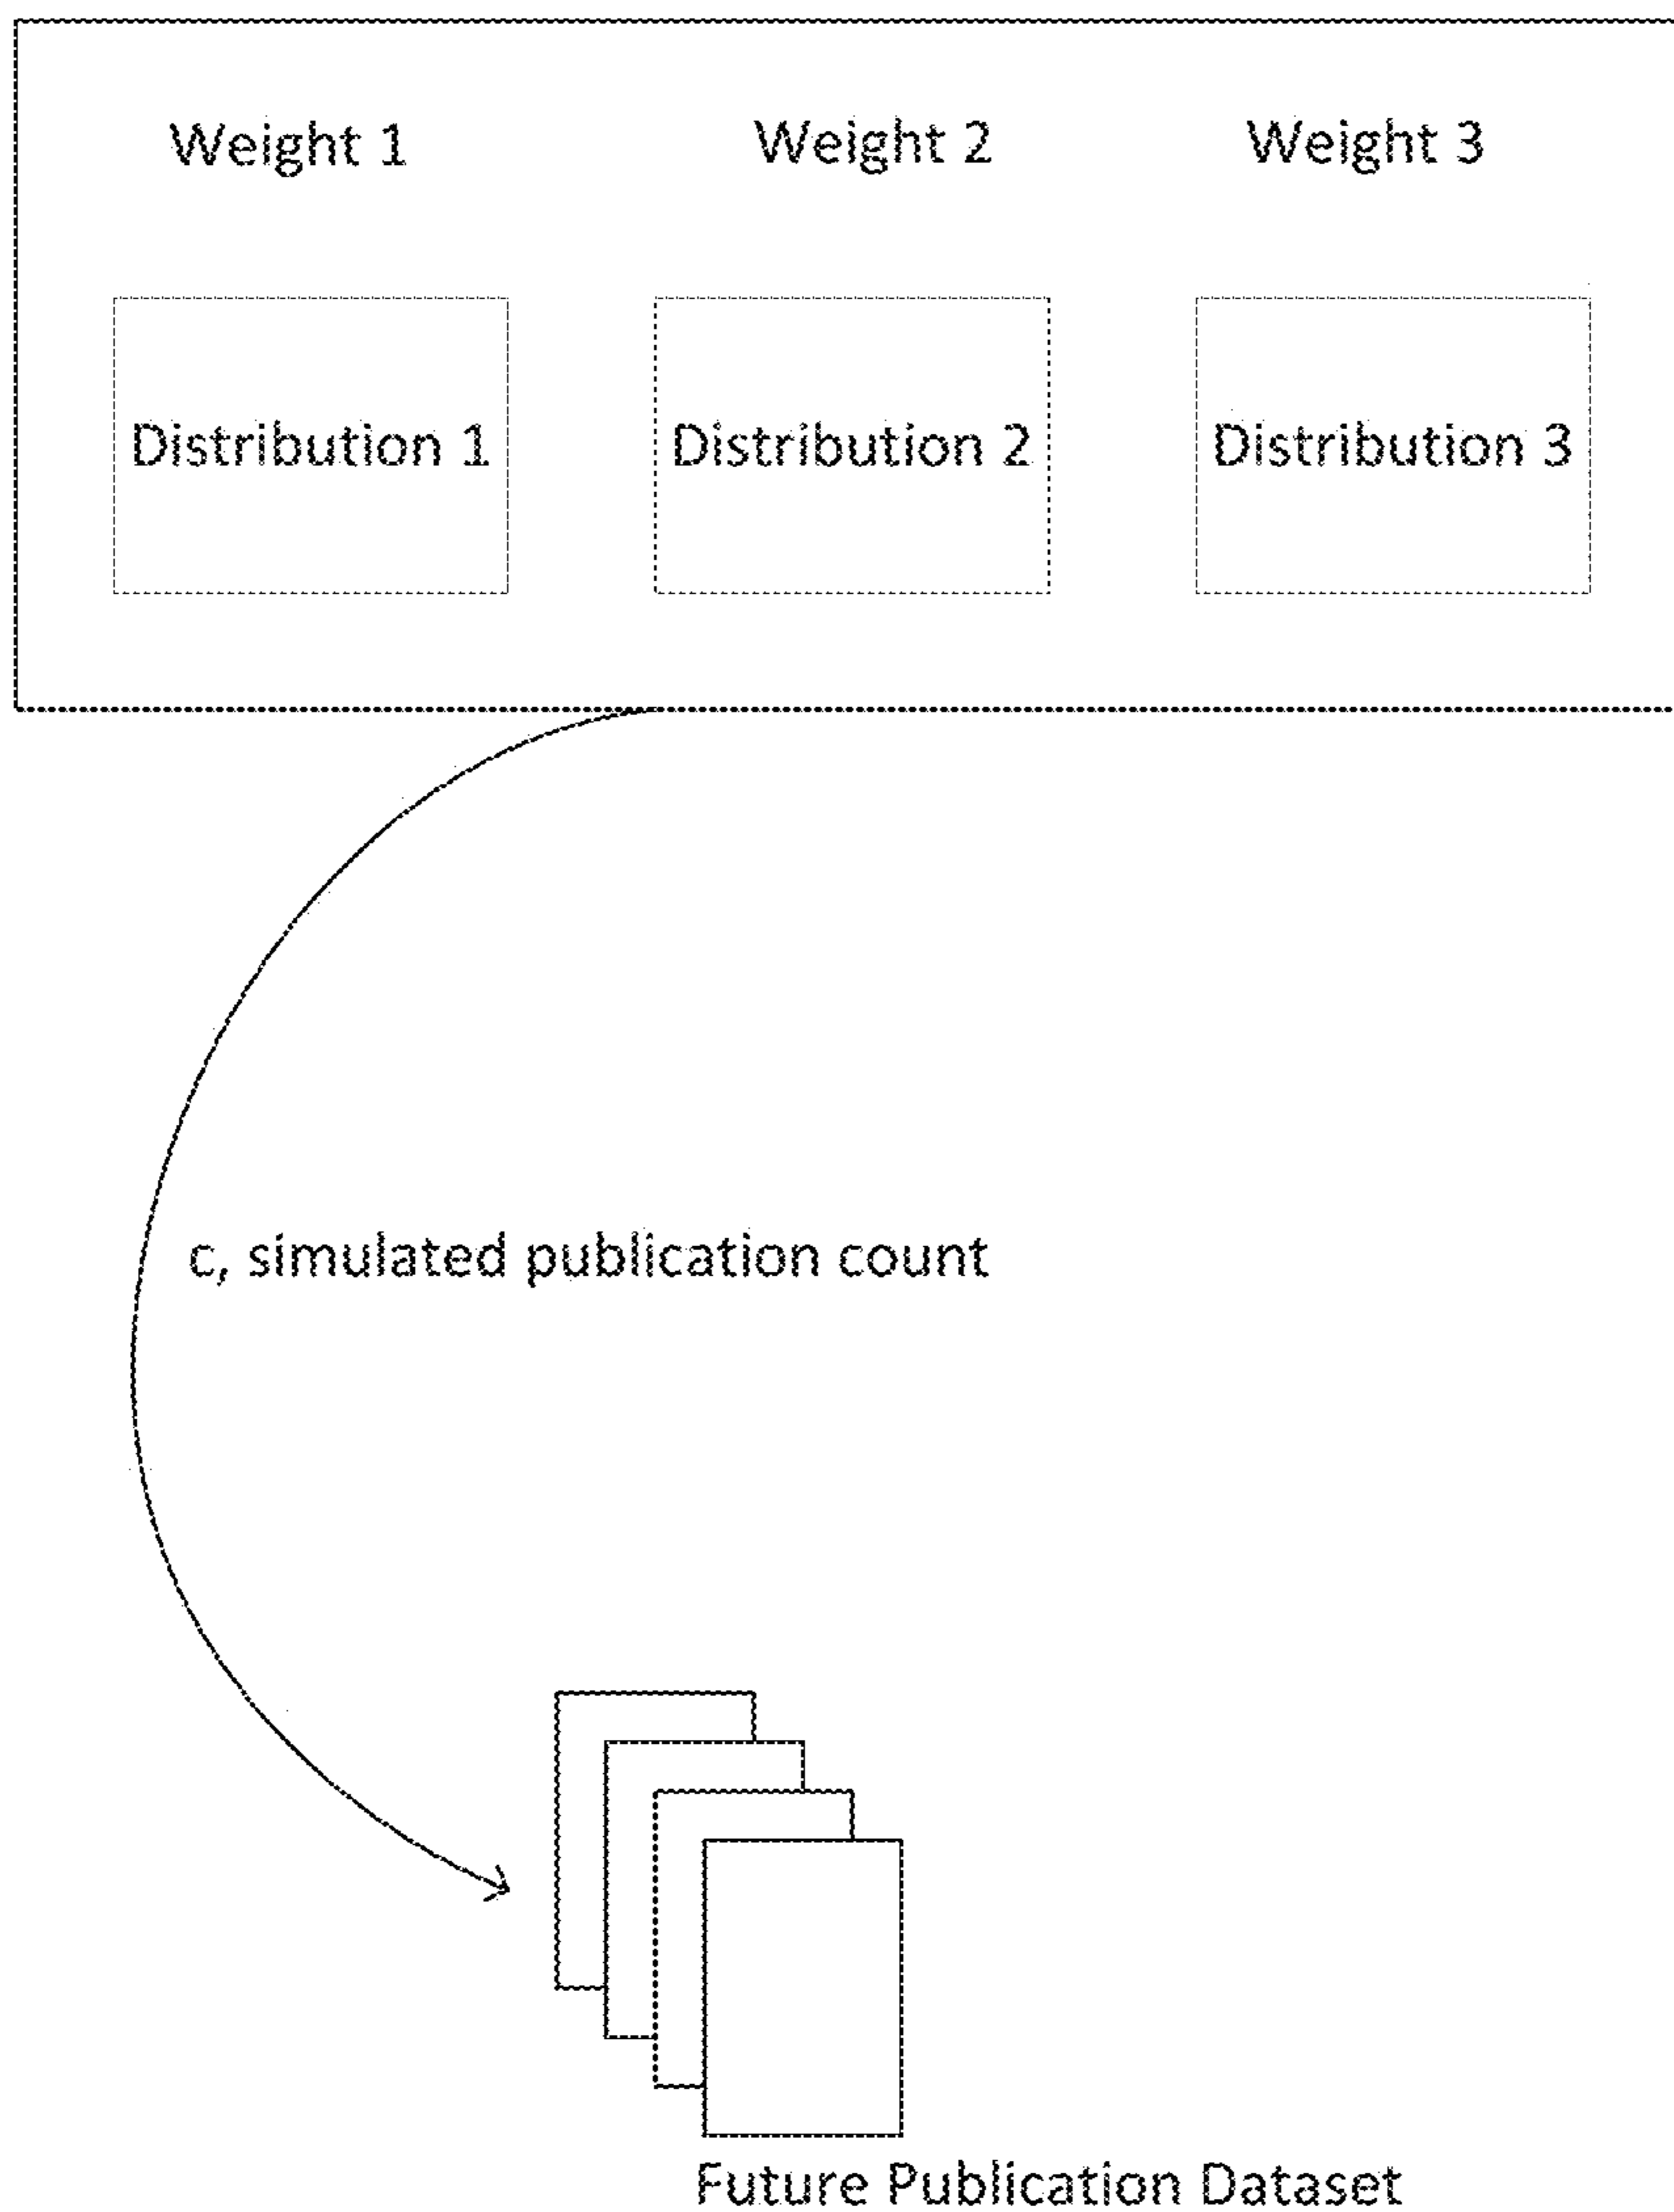 Weight 1 Weight 2 Weight 3
Distribution 1 Distribution 2 Distribution 3
c, simulated publication count
Future Publication Dataset